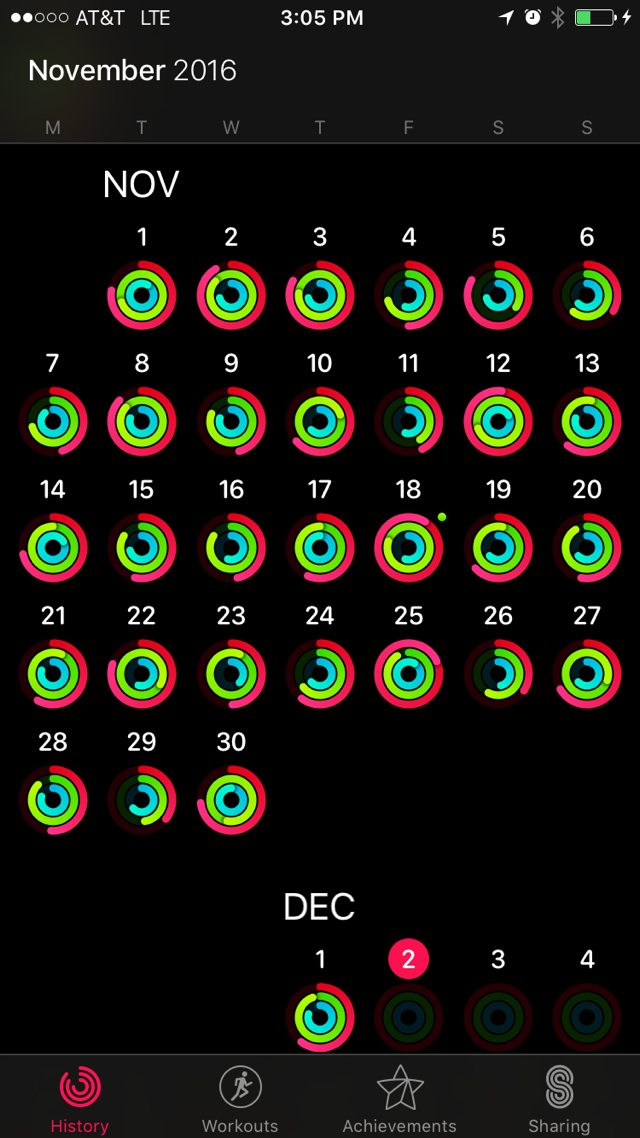 AT&T LTE 3:05 PM
November 2016
M T W T F S S
NOV
1 2 3 4 5 6
7 8 9 10 11 12 13
14 15 16 17 18 19 20
21 22 23 24 25 26 27
28 29 30
DEC
1 2 3 4
History Workouts Achievements Sharing